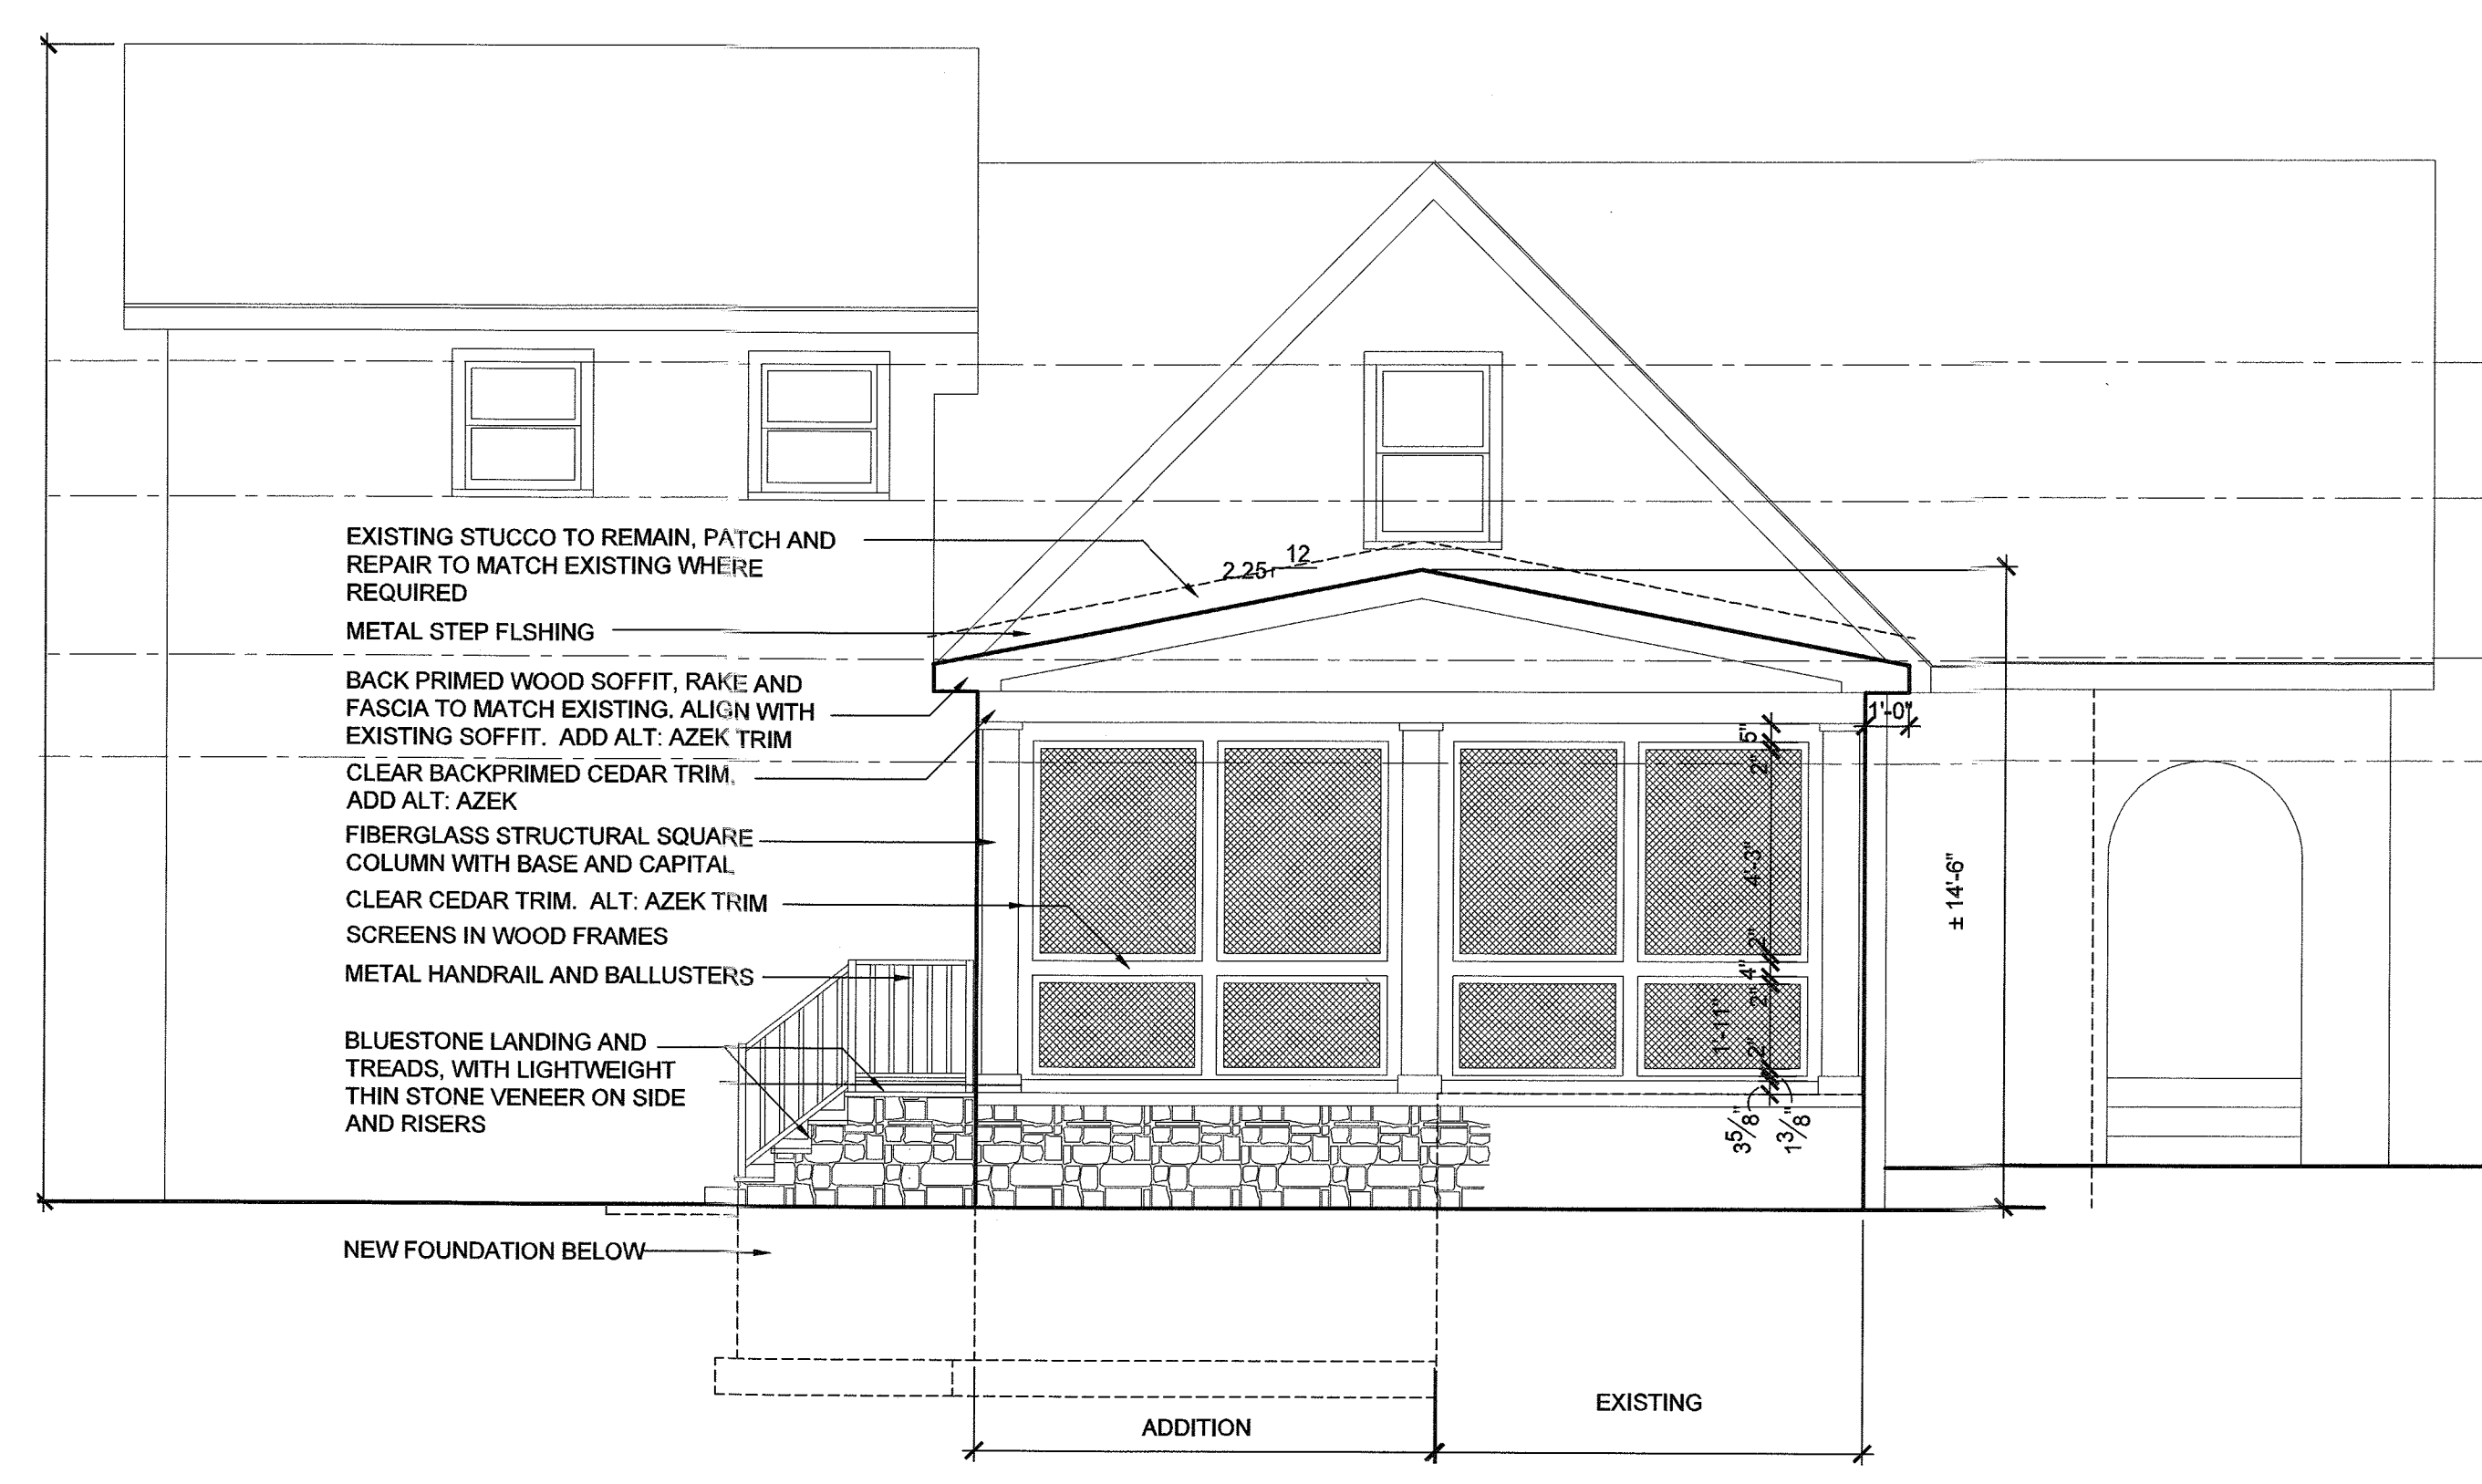 EXISTING STUCCO TO REMAIN, PATCH AND
REPAIR TO MATCH EXISTING WHERE
REQUIRED
METAL STEP FLSHING
BACK PRIMED WOOD SOFFIT, RAKE AND
FASCIA TO MATCH EXISTING. ALIGN WITH
EXISTING SOFFIT. ADD ALT: AZEK TRIM
CLEAR BACKPRIMED CEDAR TRIM.
ADD ALT: AZEK
FIBERGLASS STRUCTURAL SQUARE
COLUMN WITH BASE AND CAPITAL
CLEAR CEDAR TRIM. ALT: AZEK TRIM
SCREENS IN WOOD FRAMES
METAL HANDRAIL AND BALLUSTERS
BLUESTONE LANDING AND
TREADS, WITH LIGHTWEIGHT
THIN STONE VENEER ON SIDE
AND RISERS
NEW FOUNDATION BELOW
12
2.25
1'-0"
5"
2"
4'-3"
2"
4"
2"
1'-11"
2"
3 5/8"
1 3/8"
± 14'-6"
ADDITION
EXISTING